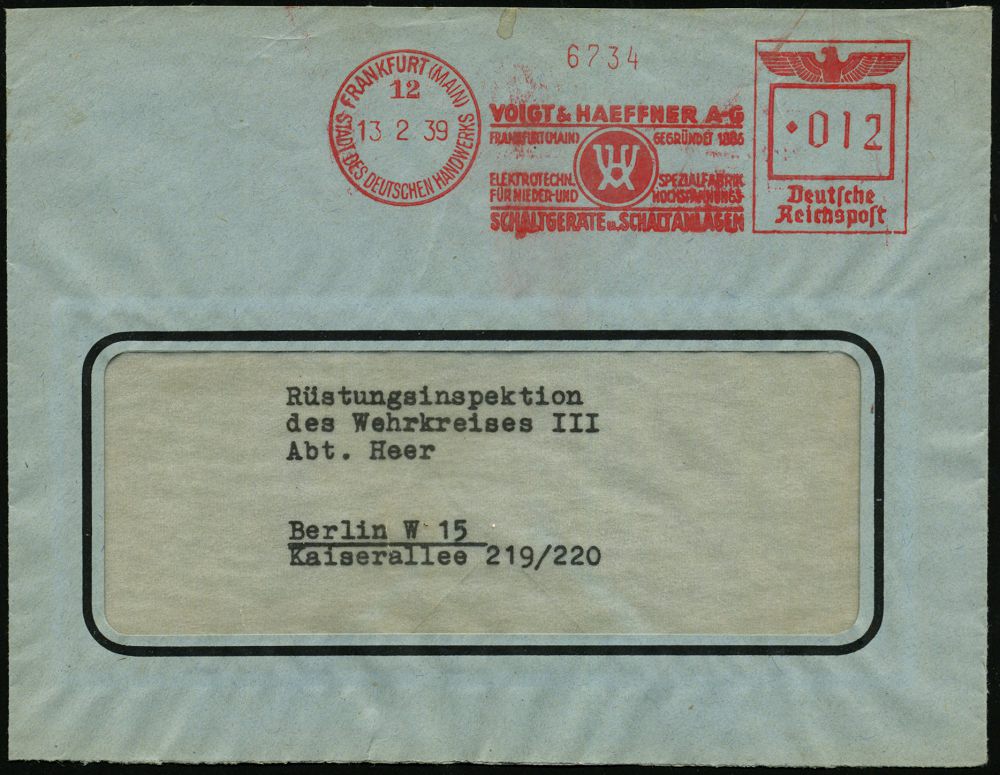 6734
FRANKFURT (MAIN)
12
13 2 39
STADT DES DEUTSCHEN HANDWERKS
VOIGT & HAEFFNER A-G
FRANKFURT (MAIN) GEGRÜNDET 1886
ELEKTROTECHN. SPEZIALFABRIK
FÜR NIEDER-UND HOCHSPANNUNGS-
SCHALTGERÄTE u. SCHALTANLAGEN
012
Deutsche
Reichspost
Rüstungsinspektion
des Wehrkreises III
Abt. Heer
Berlin W 15
Kaiserallee 219/220